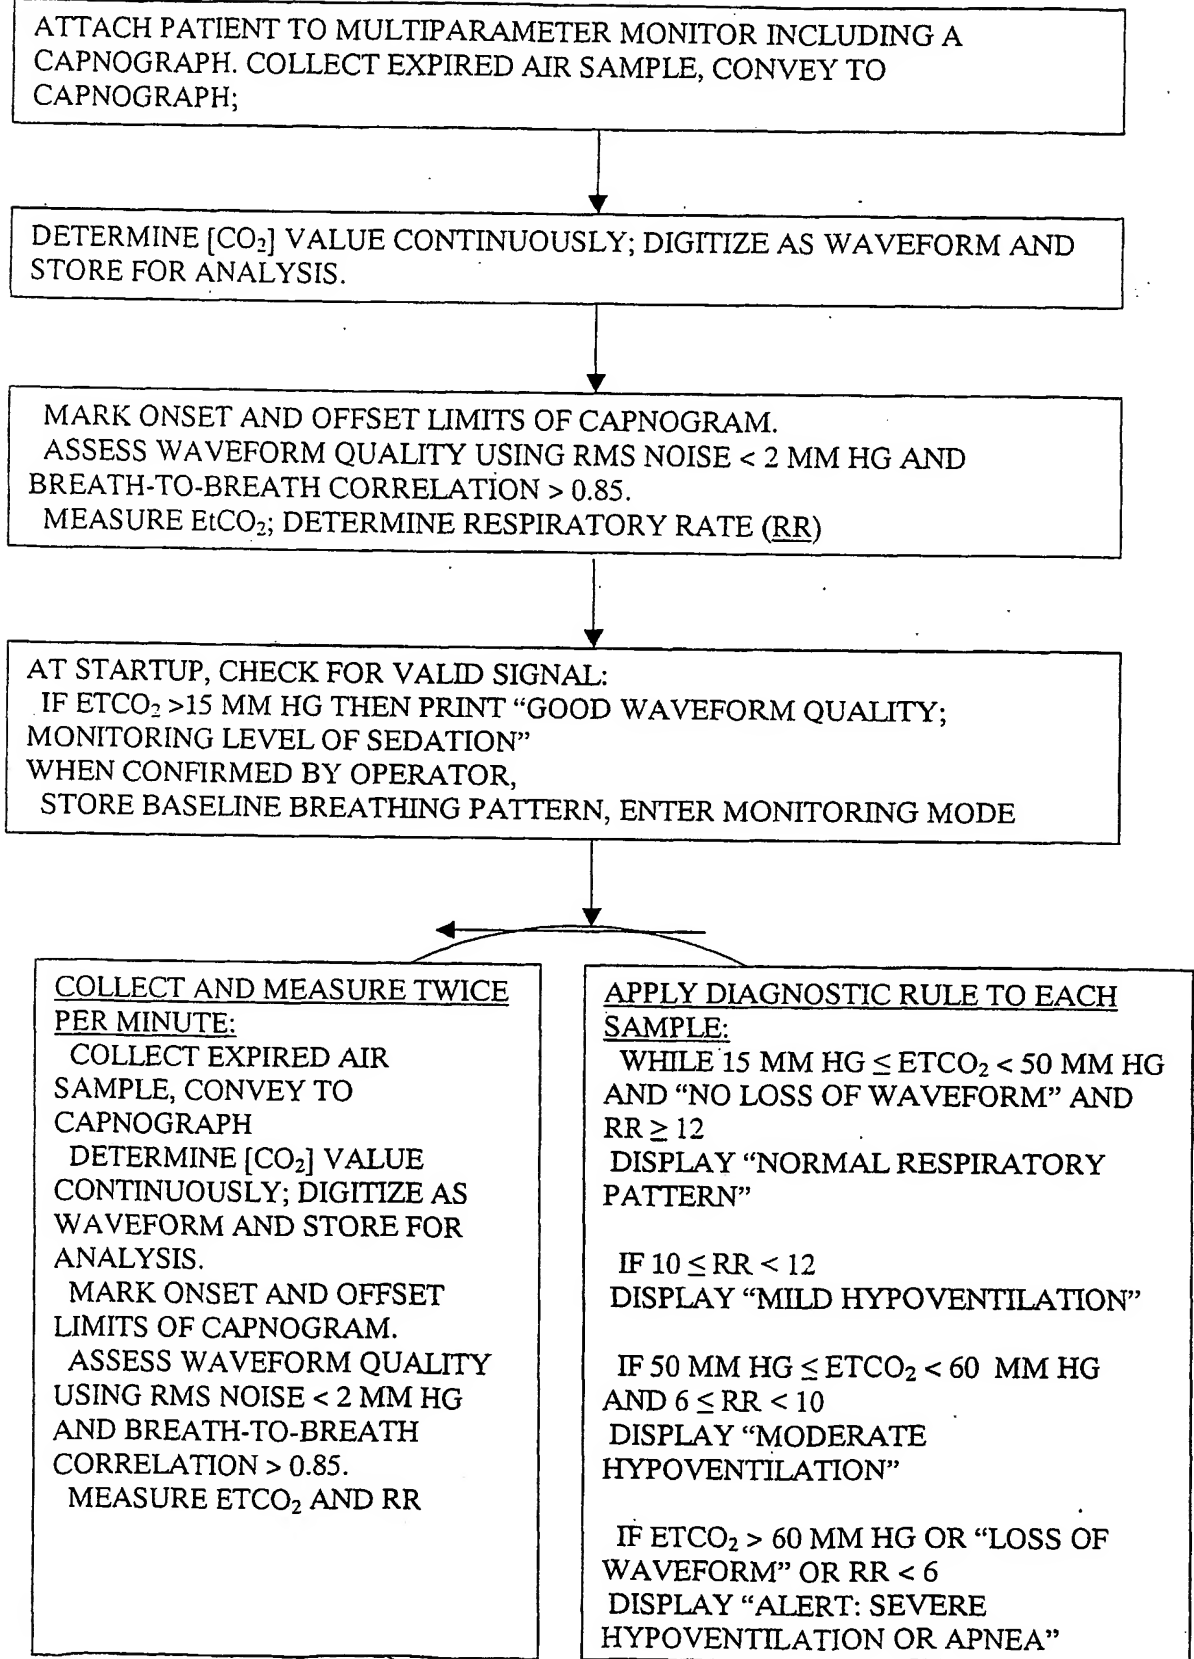 ATTACH PATIENT TO MULTIPARAMETER MONITOR INCLUDING A
CAPNOGRAPH. COLLECT EXPIRED AIR SAMPLE, CONVEY TO
CAPNOGRAPH;
DETERMINE [CO₂] VALUE CONTINUOUSLY; DIGITIZE AS WAVEFORM AND
STORE FOR ANALYSIS.
MARK ONSET AND OFFSET LIMITS OF CAPNOGRAM.
ASSESS WAVEFORM QUALITY USING RMS NOISE < 2 MM HG AND
BREATH-TO-BREATH CORRELATION > 0.85.
MEASURE EtCO₂; DETERMINE RESPIRATORY RATE (RR)
AT STARTUP, CHECK FOR VALID SIGNAL:
IF ETCO₂ >15 MM HG THEN PRINT “GOOD WAVEFORM QUALITY;
MONITORING LEVEL OF SEDATION”
WHEN CONFIRMED BY OPERATOR,
STORE BASELINE BREATHING PATTERN, ENTER MONITORING MODE
COLLECT AND MEASURE TWICE
PER MINUTE:
COLLECT EXPIRED AIR
SAMPLE, CONVEY TO
CAPNOGRAPH
DETERMINE [CO₂] VALUE
CONTINUOUSLY; DIGITIZE AS
WAVEFORM AND STORE FOR
ANALYSIS.
MARK ONSET AND OFFSET
LIMITS OF CAPNOGRAM.
ASSESS WAVEFORM QUALITY
USING RMS NOISE < 2 MM HG
AND BREATH-TO-BREATH
CORRELATION > 0.85.
MEASURE ETCO₂ AND RR
APPLY DIAGNOSTIC RULE TO EACH
SAMPLE:
WHILE 15 MM HG ≤ ETCO₂ < 50 MM HG
AND “NO LOSS OF WAVEFORM” AND
RR ≥ 12
DISPLAY “NORMAL RESPIRATORY
PATTERN”
IF 10 ≤ RR < 12
DISPLAY “MILD HYPOVENTILATION”
IF 50 MM HG ≤ ETCO₂ < 60 MM HG
AND 6 ≤ RR < 10
DISPLAY “MODERATE
HYPOVENTILATION”
IF ETCO₂ > 60 MM HG OR “LOSS OF
WAVEFORM” OR RR < 6
DISPLAY “ALERT: SEVERE
HYPOVENTILATION OR APNEA”